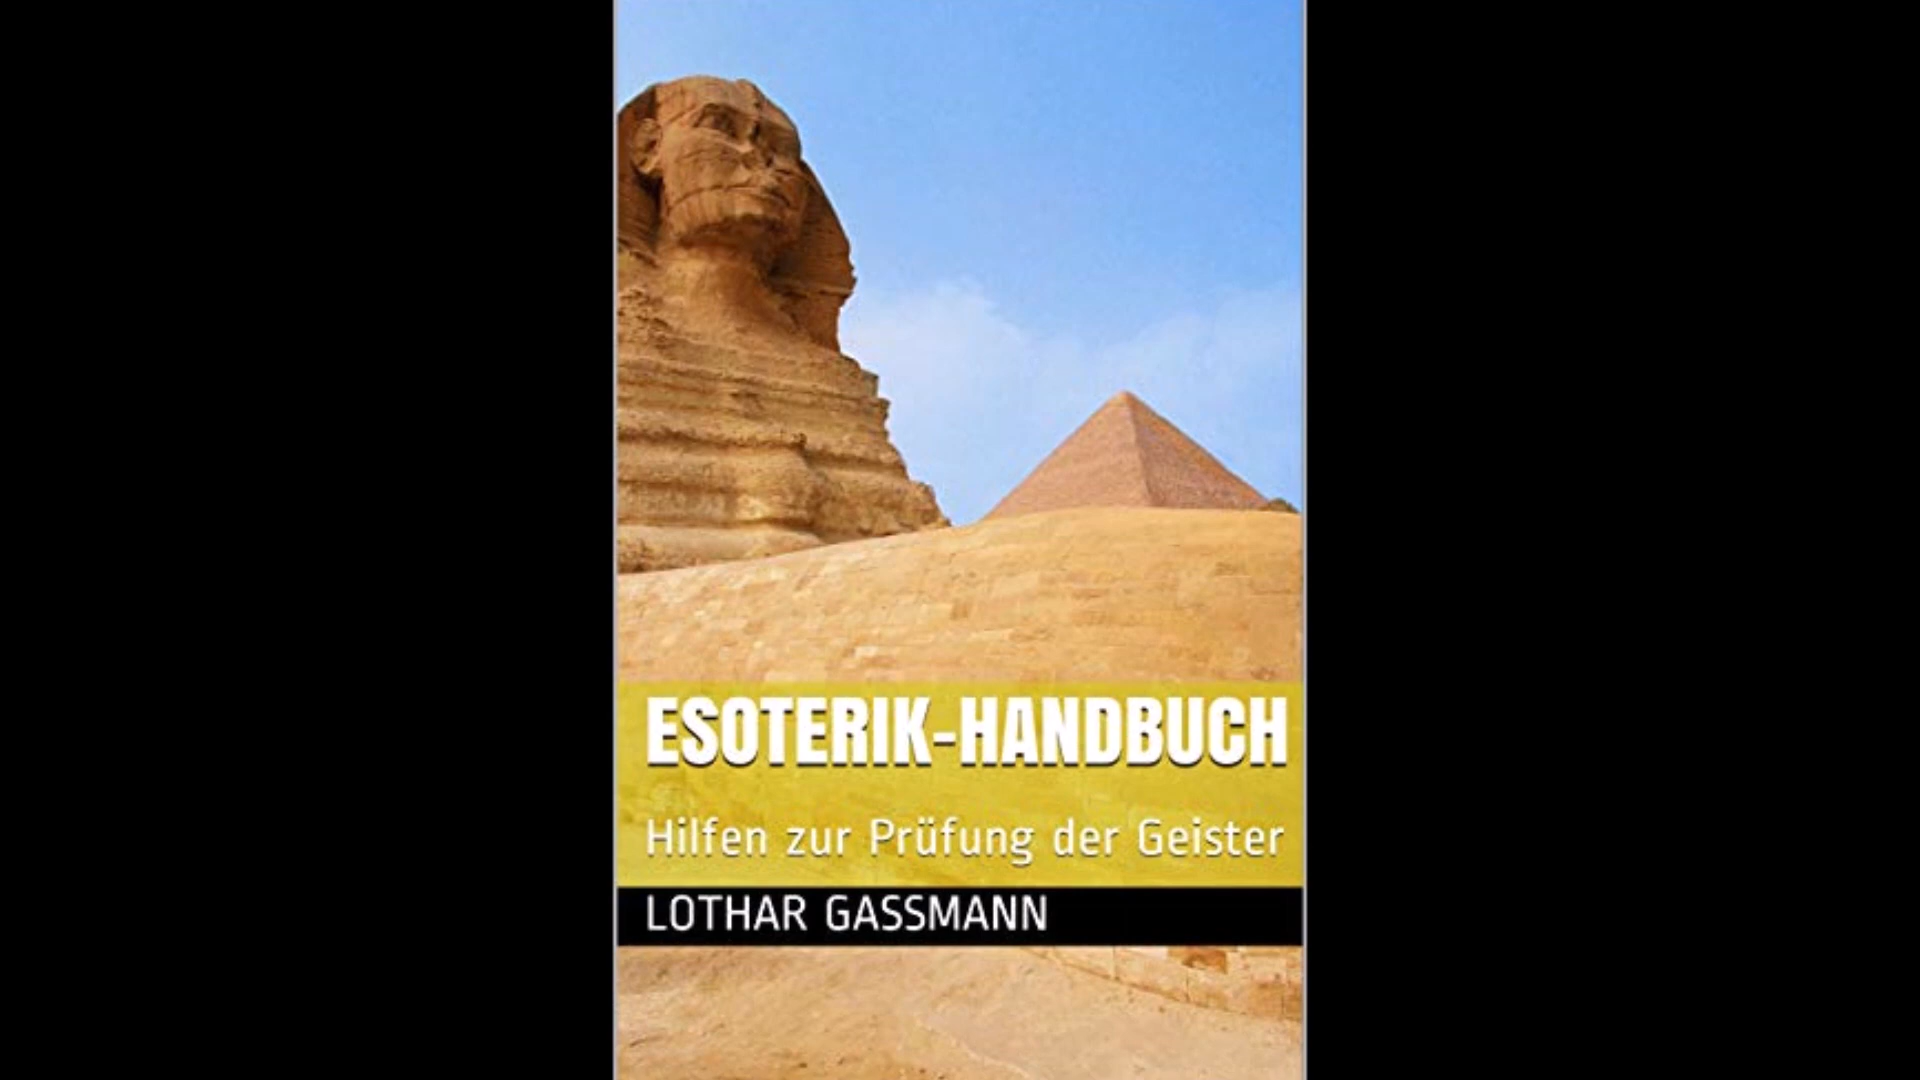 ESOTERIK-HANDBUCH
Hilfen zur Prüfung der Geister
LOTHAR GASSMANN